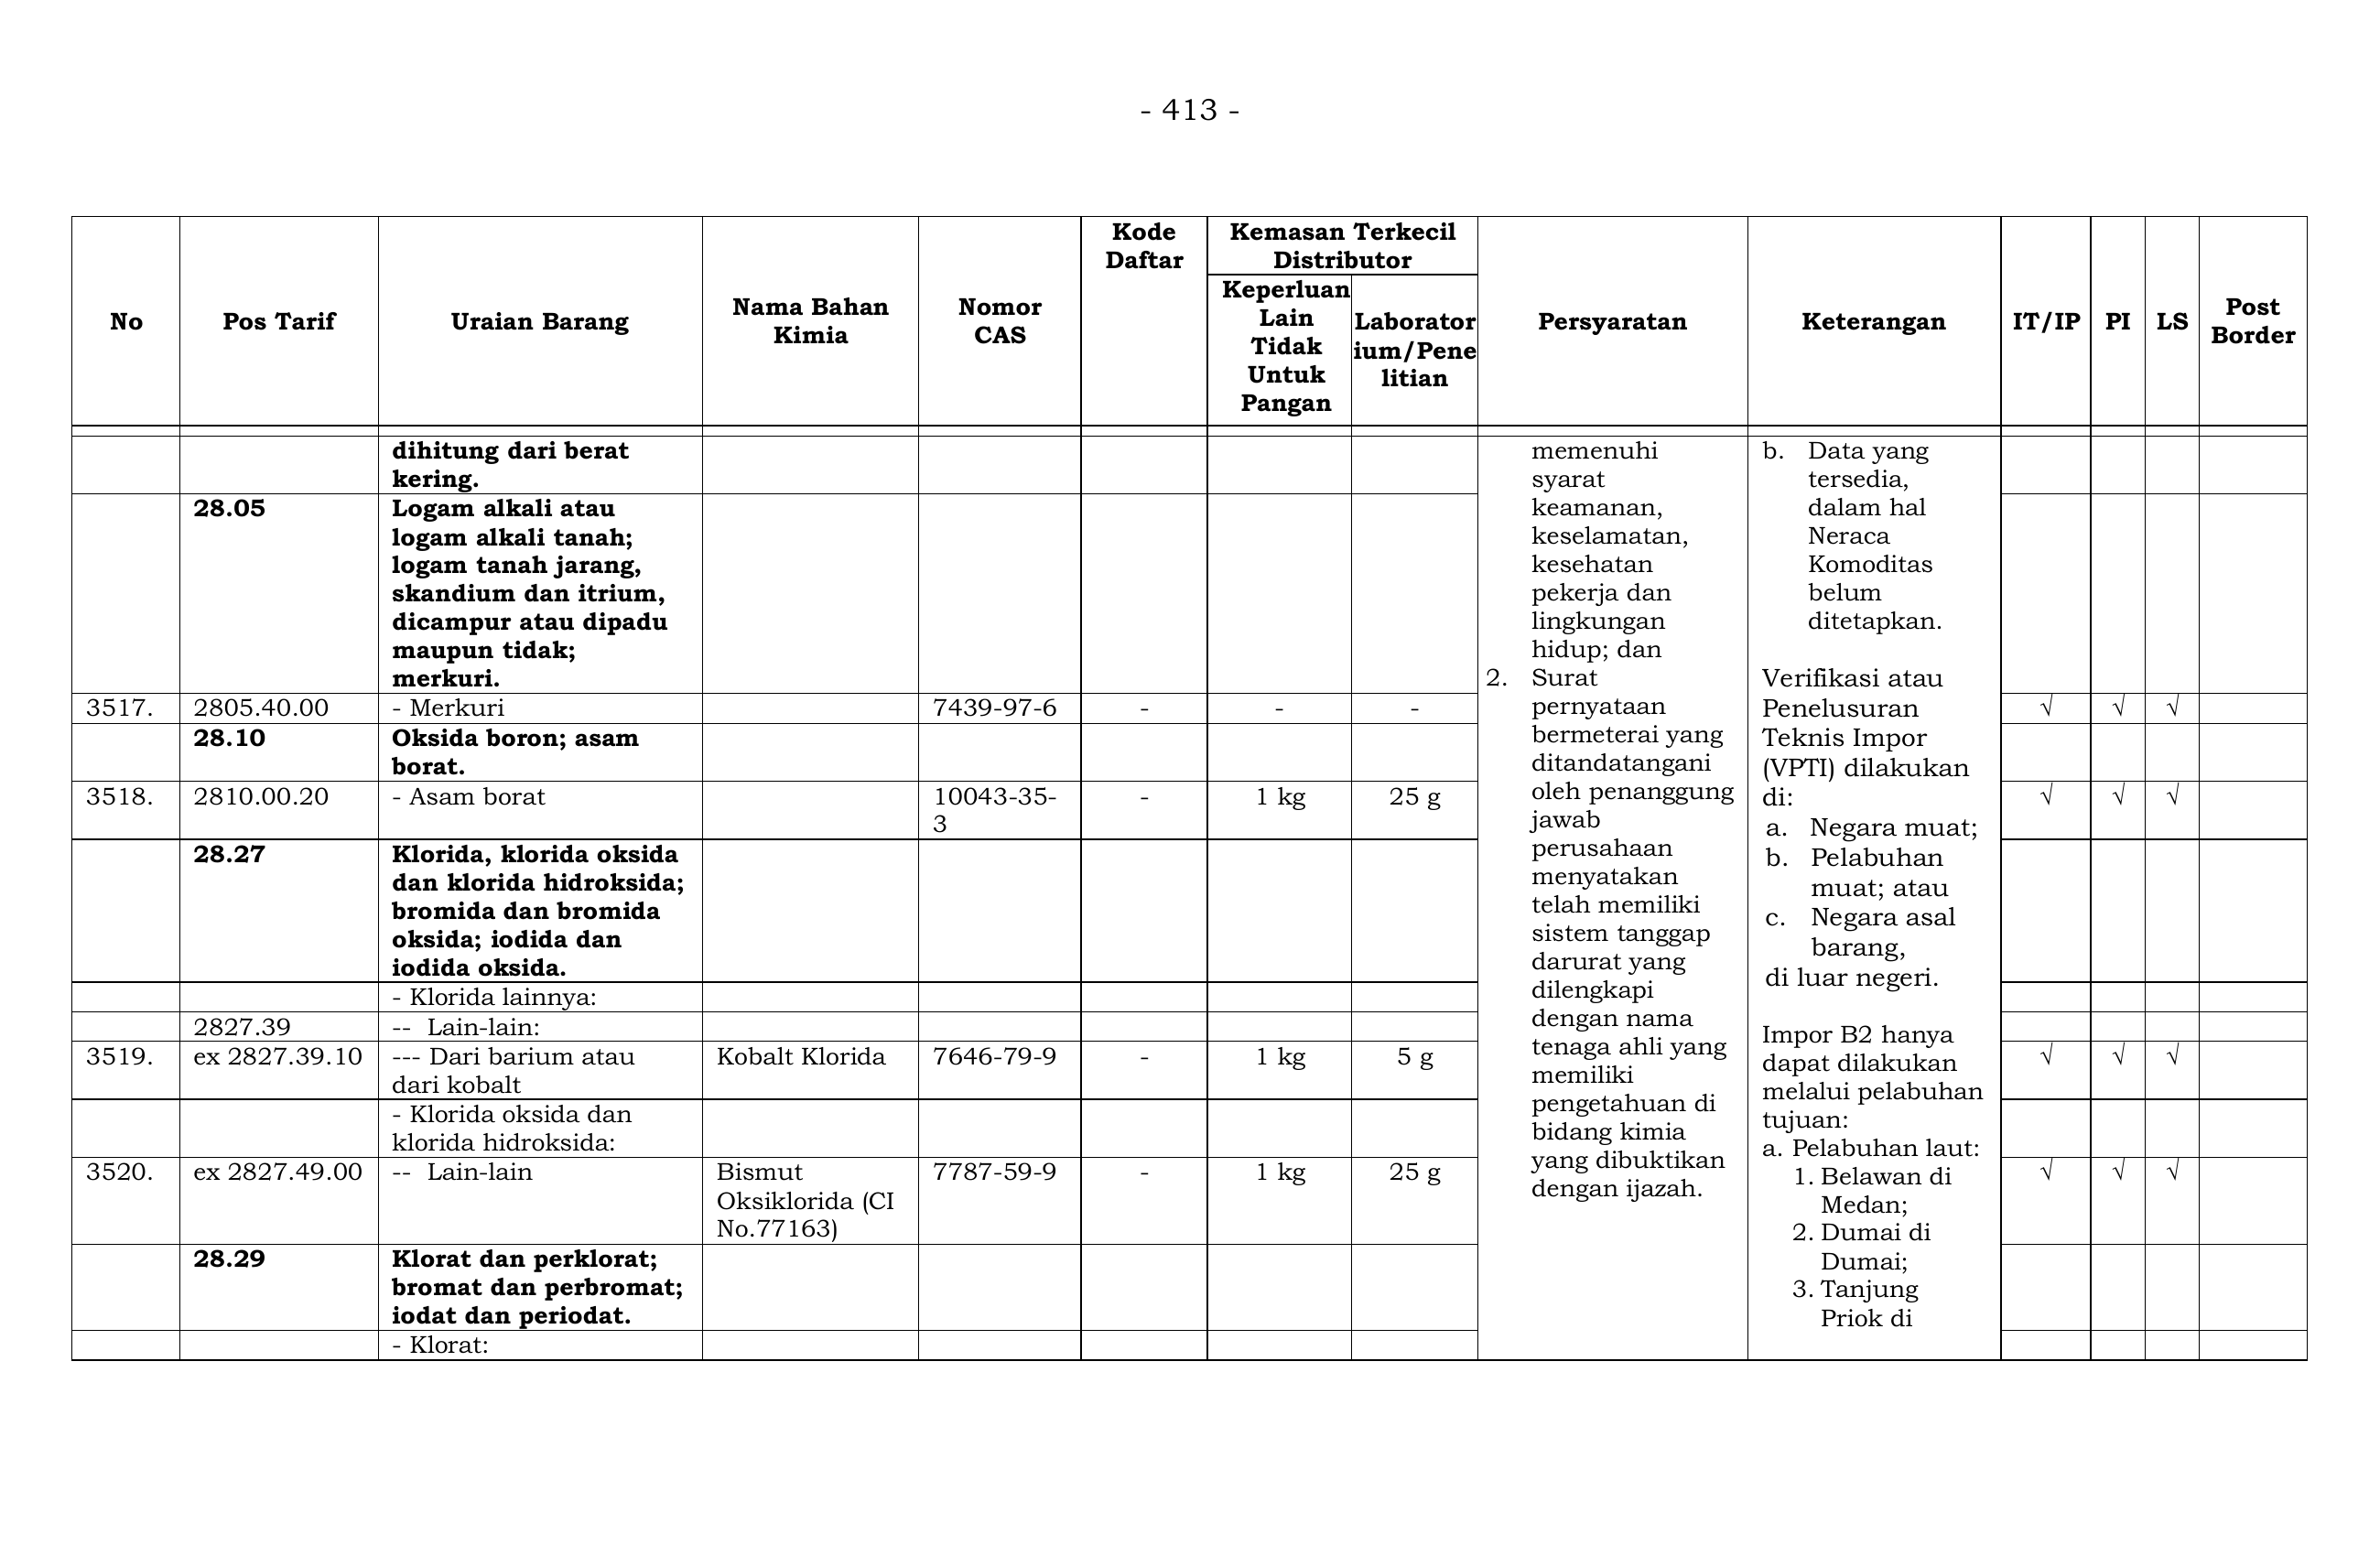 - 413 -
No
Pos Tarif
Uraian Barang
Nama Bahan
Kimia
Nomor
CAS
Kode
Daftar
Kemasan Terkecil
Distributor
Keperluan
Lain
Tidak
Untuk
Pangan
Laborator
ium/Pene
litian
Persyaratan
Keterangan
IT/IP
PI
LS
Post
Border
dihitung dari berat
kering.
28.05
Logam alkali atau
logam alkali tanah;
logam tanah jarang,
skandium dan itrium,
dicampur atau dipadu
maupun tidak;
merkuri.
3517. 2805.40.00 - Merkuri 7439-97-6 - - - √ √ √
28.10
Oksida boron; asam
borat.
3518. 2810.00.20 - Asam borat 10043-35- - 1 kg 25 g √ √ √
3
28.27
Klorida, klorida oksida
dan klorida hidroksida;
bromida dan bromida
oksida; iodida dan
iodida oksida.
- Klorida lainnya:
2827.39 -- Lain-lain:
3519. ex 2827.39.10 --- Dari barium atau Kobalt Klorida 7646-79-9 - 1 kg 5 g √ √ √
dari kobalt
- Klorida oksida dan
klorida hidroksida:
3520. ex 2827.49.00 -- Lain-lain Bismut 7787-59-9 - 1 kg 25 g √ √ √
Oksiklorida (CI
No.77163)
28.29
Klorat dan perklorat;
bromat dan perbromat;
iodat dan periodat.
- Klorat:
memenuhi
syarat
keamanan,
keselamatan,
kesehatan
pekerja dan
lingkungan
hidup; dan
2. Surat
pernyataan
bermeterai yang
ditandatangani
oleh penanggung
jawab
perusahaan
menyatakan
telah memiliki
sistem tanggap
darurat yang
dilengkapi
dengan nama
tenaga ahli yang
memiliki
pengetahuan di
bidang kimia
yang dibuktikan
dengan ijazah.
b. Data yang
tersedia,
dalam hal
Neraca
Komoditas
belum
ditetapkan.
Verifikasi atau
Penelusuran
Teknis Impor
(VPTI) dilakukan
di:
a. Negara muat;
b. Pelabuhan
muat; atau
c. Negara asal
barang,
di luar negeri.
Impor B2 hanya
dapat dilakukan
melalui pelabuhan
tujuan:
a. Pelabuhan laut:
1. Belawan di
Medan;
2. Dumai di
Dumai;
3. Tanjung
Priok di